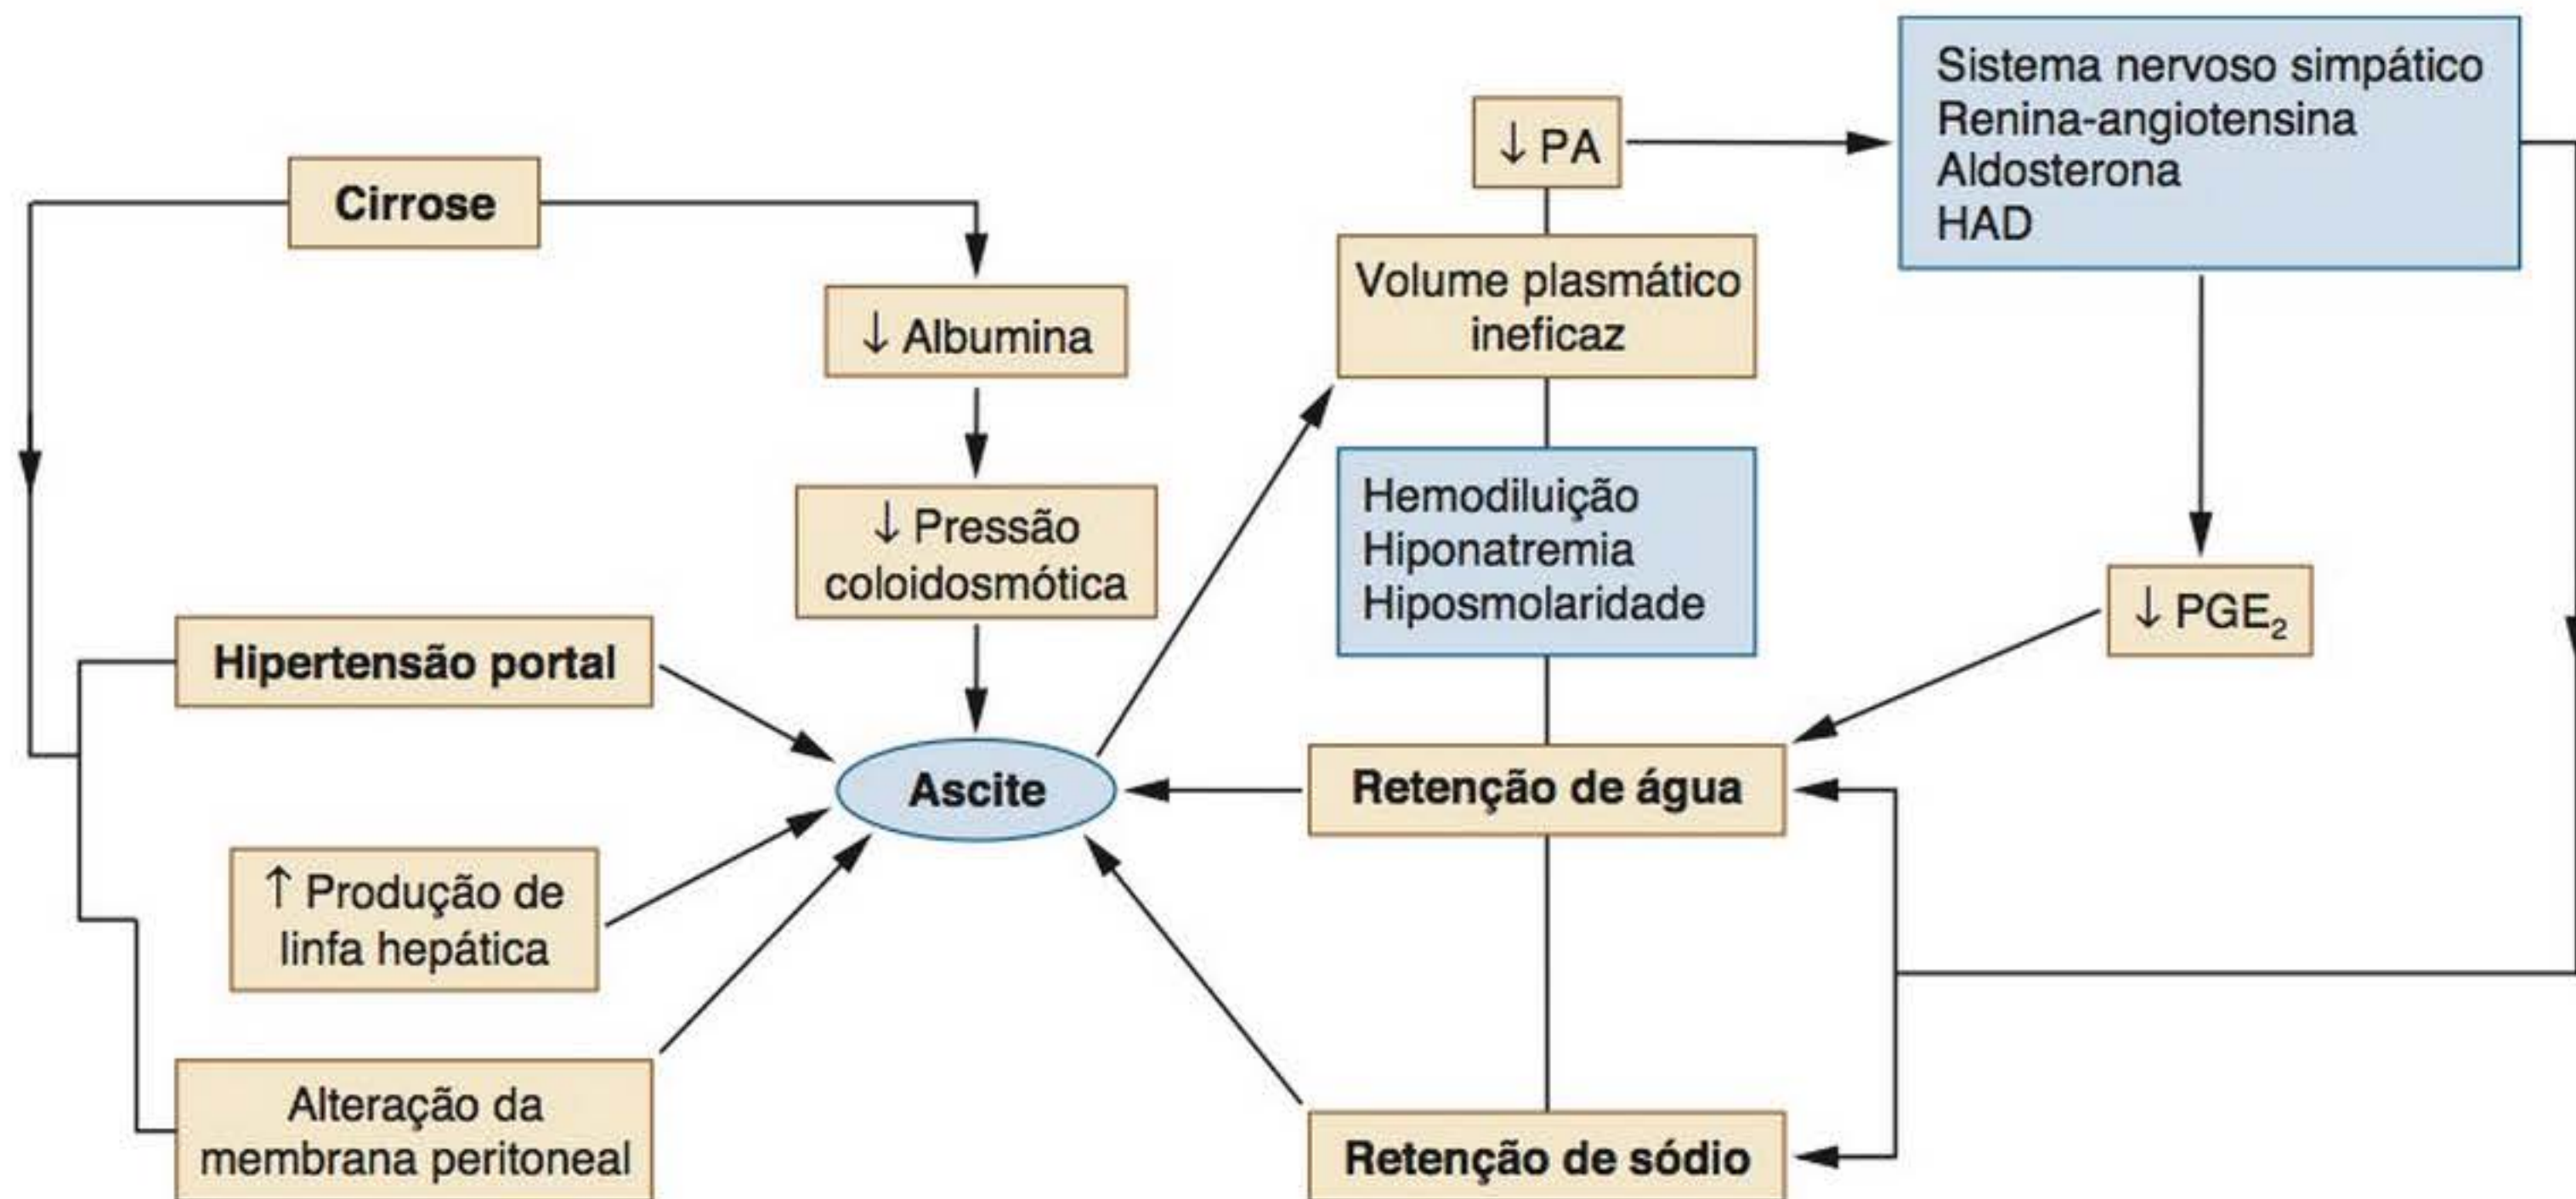 Cirrose
↓ Albumina
↓ Pressão
coloidosmótica
Hipertensão portal
↑ Produção de
linfa hepática
Alteração da
membrana peritoneal
Ascite
↓ PA
Volume plasmático
ineficaz
Hemodiluição
Hiponatremia
Hiposmolaridade
Retenção de água
Retenção de sódio
Sistema nervoso simpático
Renina-angiotensina
Aldosterona
HAD
↓ PGE₂